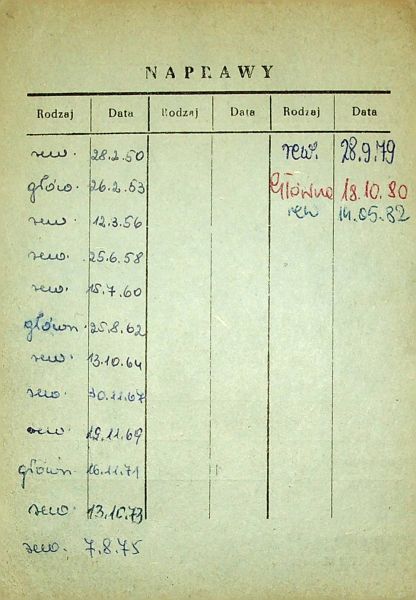 NAPRAWY
Rodzaj Data Rodzaj Data Rodzaj Data
rew. 28.2.50 rew. 28.9.79
głów. 26.2.53 Główna 18.10.80
rew. 12.3.56 rew 14.05.82
rew. 25.6.58
rew. 15.7.60
główn. 25.8.62
rew. 13.10.64
rew. 30.11.67
rew. 19.11.69
główn. 16.11.71
rew. 13.10.73
rew. 7.8.75